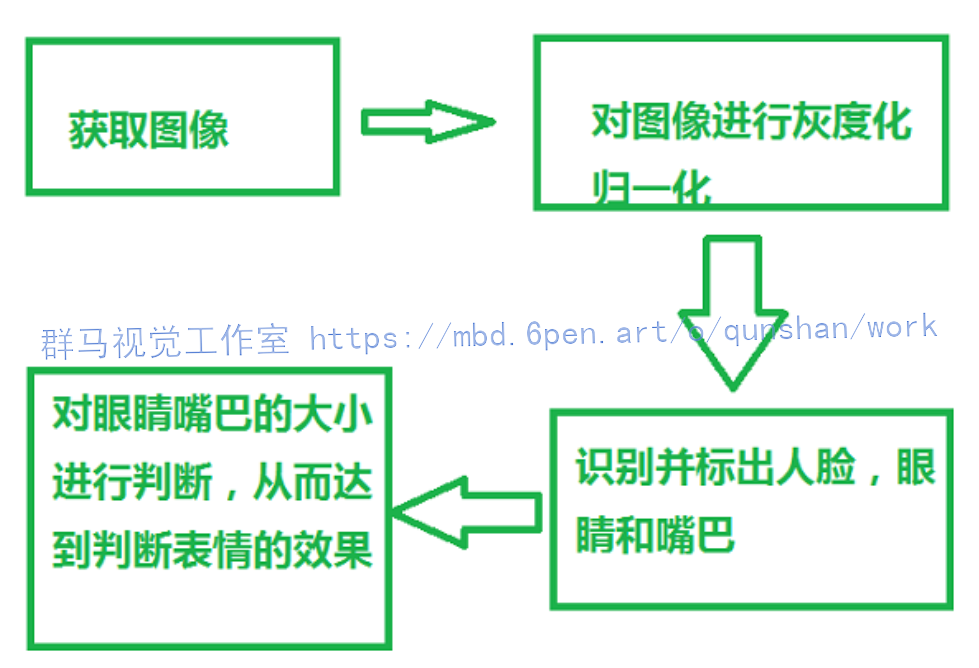 获取图像
对图像进行灰度化
归一化
群马视觉工作室 https://mbd.6pen.art/o/qunshan/work
识别并标出人脸，眼
睛和嘴巴
对眼睛嘴巴的大小
进行判断，从而达
到判断表情的效果